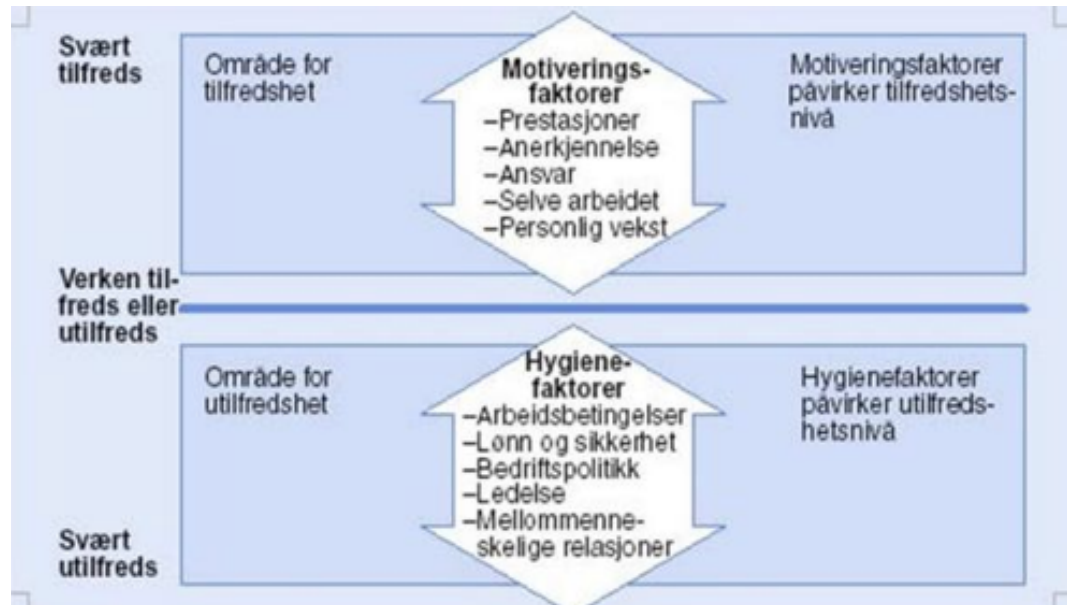 Svært
tilfreds
Område for
tilfredshet
Motiverings-
faktorer
–Prestasjoner
–Anerkjennelse
–Ansvar
–Selve arbeidet
–Personlig vekst
Motiveringsfaktorer
påvirker tilfredshets-
nivå
Verken til-
freds eller
utilfreds
Område for
utilfredshet
Hygiene-
faktorer
–Arbeidsbetingelser
–Lønn og sikkerhet
–Bedriftspolitikk
–Ledelse
–Mellommenne-
skelige relasjoner
Hygienefaktorer
påvirker utilfreds-
hetsnivå
Svært
utilfreds